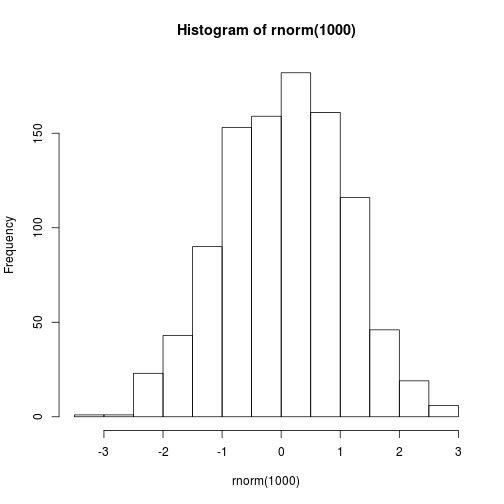 Histogram of rnorm(1000)
Frequency
150
100
50
0
-3 -2 -1 0 1 2 3
rnorm(1000)